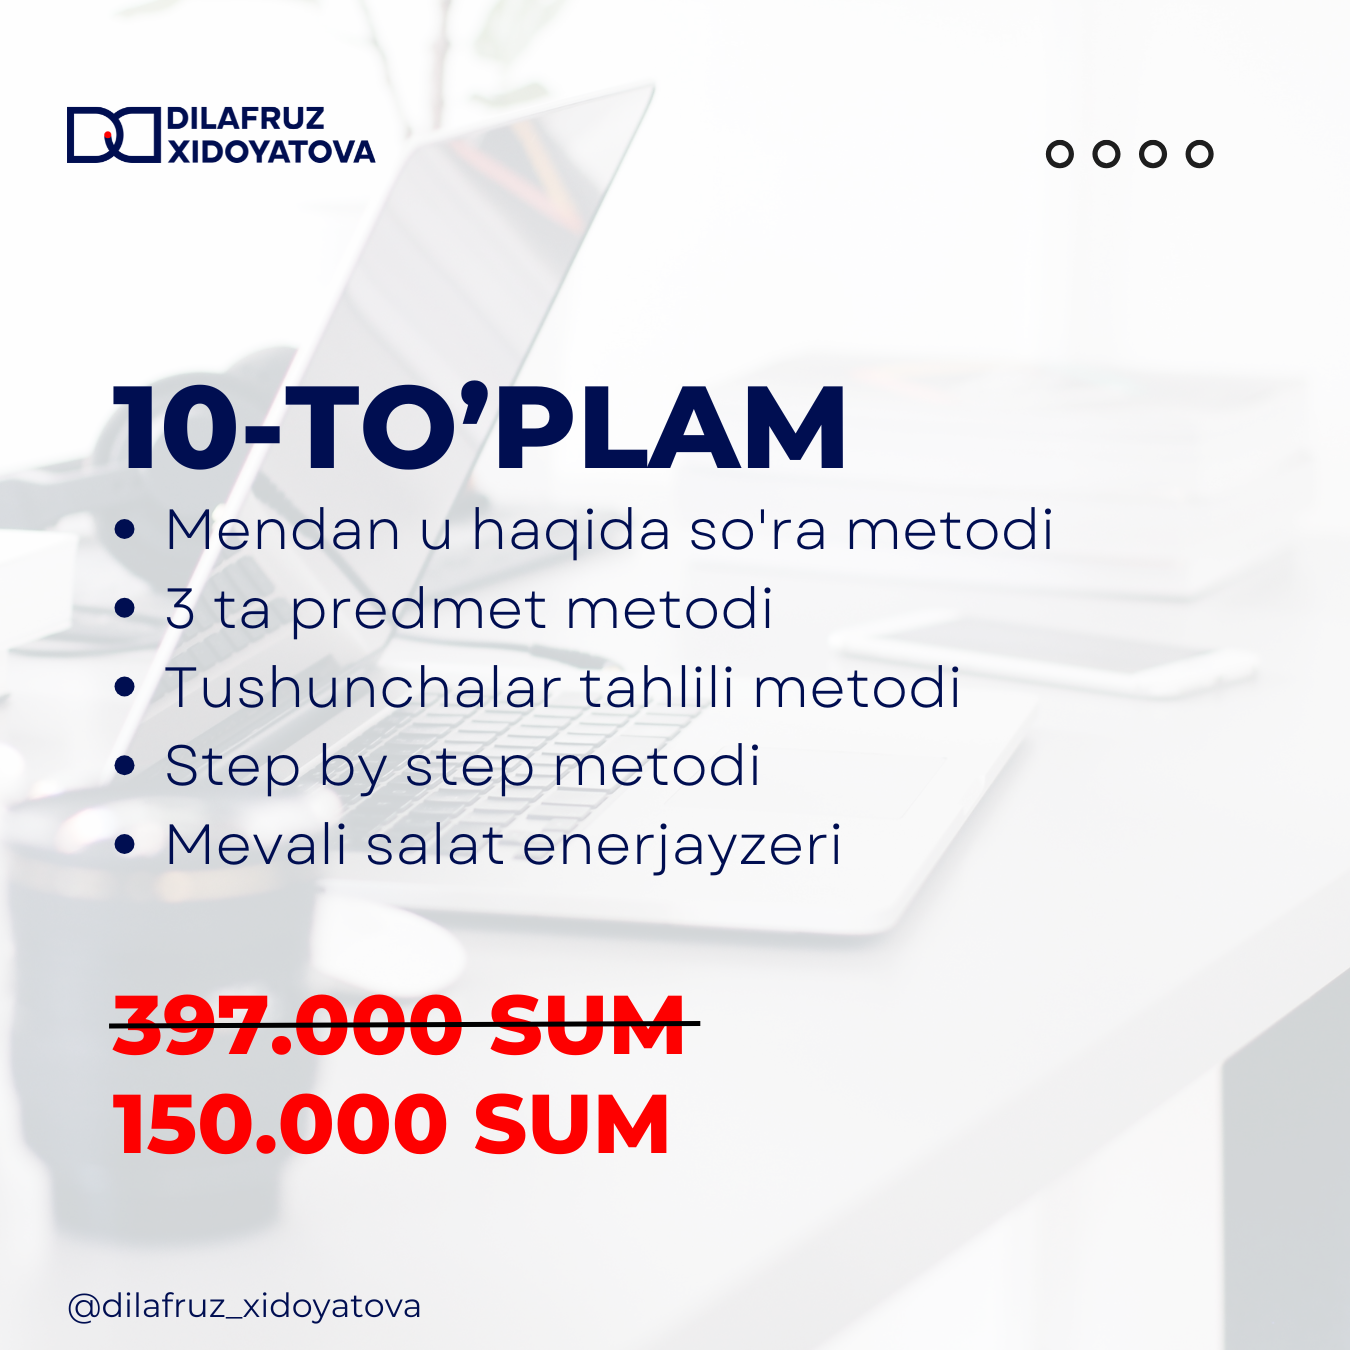 DILAFRUZ
XIDOYATOVA
10-TO’PLAM
• Mendan u haqida so'ra metodi
• 3 ta predmet metodi
• Tushunchalar tahlili metodi
• Step by step metodi
• Mevali salat enerjayzeri
397.000 SUM
150.000 SUM
@dilafruz_xidoyatova